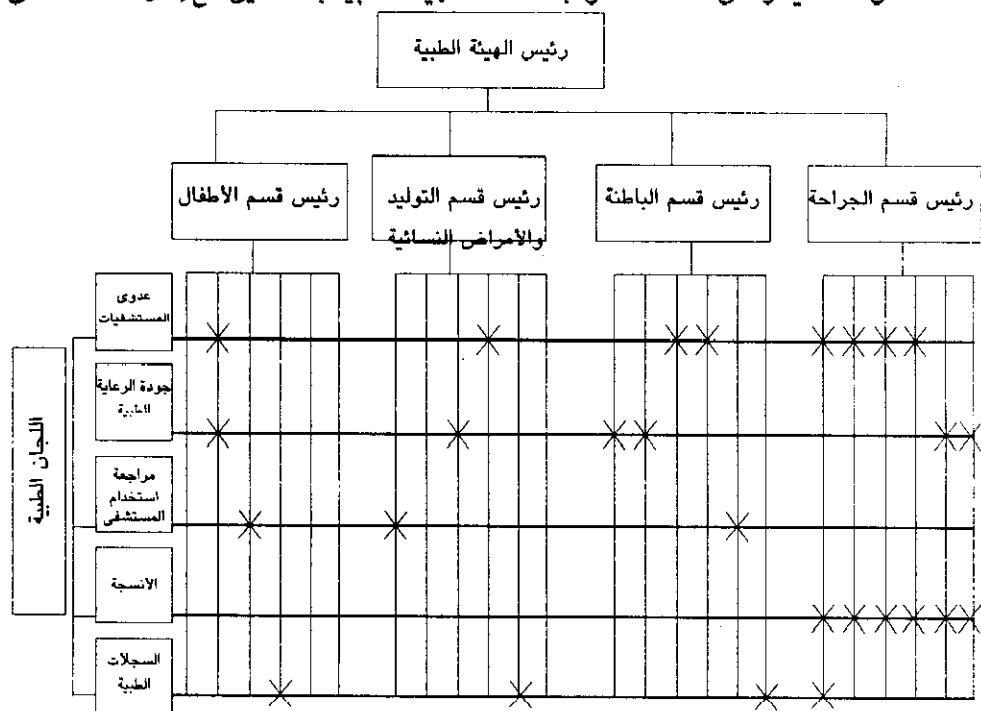 رئيس الهيئة الطبية
رئيس قسم الجراحة
رئيس قسم الباطنة
رئيس قسم التوليد
والأمراض النسائية
رئيس قسم الأطفال
اللجان الطبية
عدوى
المستشفيات
جودة الرعاية
الطبية
مراجعة
استخدام
المستشفى
الانسجة
السجلات
الطبية